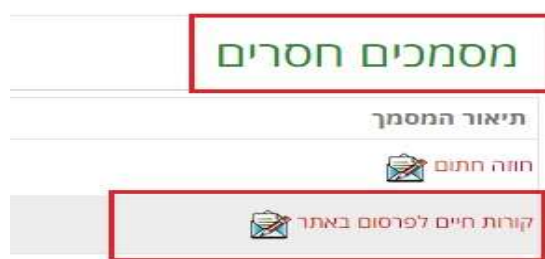 מסמכים חסרים
תיאור המסמך
חוזה חתום
קורות חיים לפרסום באתר